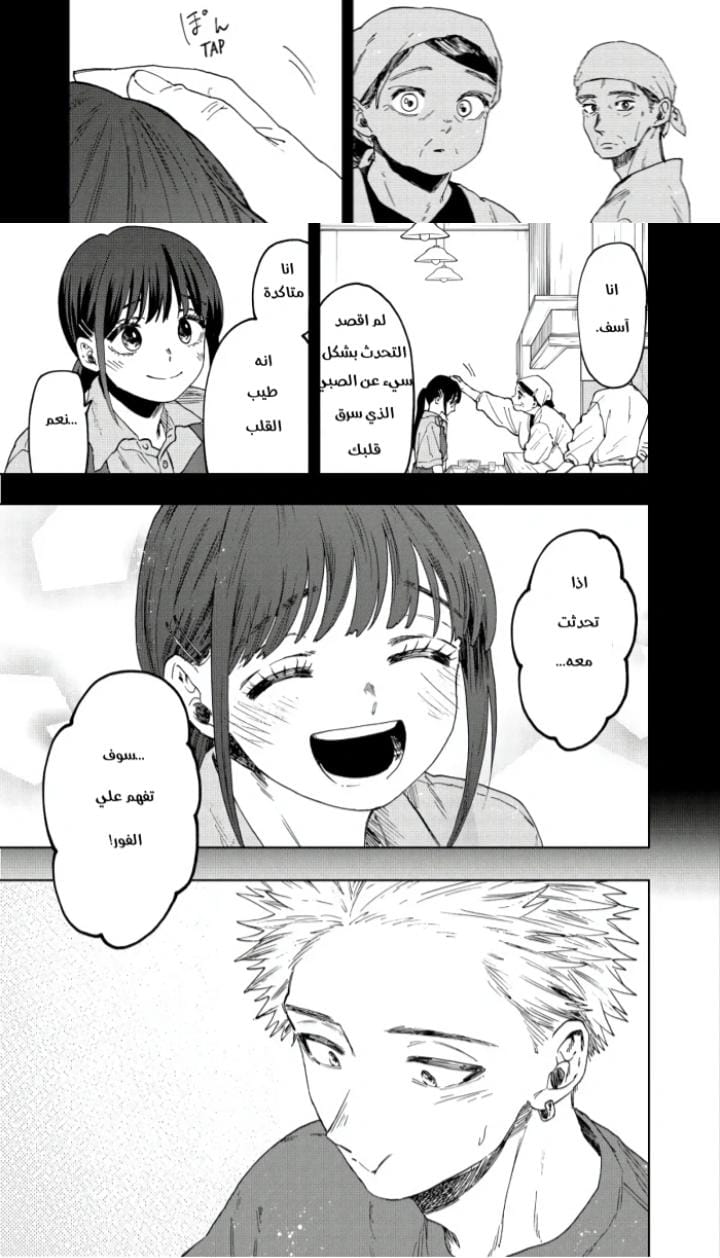 ぽん
TAP
انا
آسف.
لم اقصد
التحدث بشكل
سيء عن الصبي
الذي سرق
قلبك
انا
متاكدة
انه
طيب
القلب
...نعم
اذا
تحدثت
معه...
...سوف
تفهم علي
الفور!